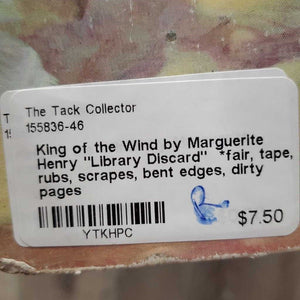 The Tack Collector
155836-46
King of the Wind by Marguerite
Henry "Library Discard" *fair, tape,
rubs, scrapes, bent edges, dirty
pages
YTKHPC
$7.50